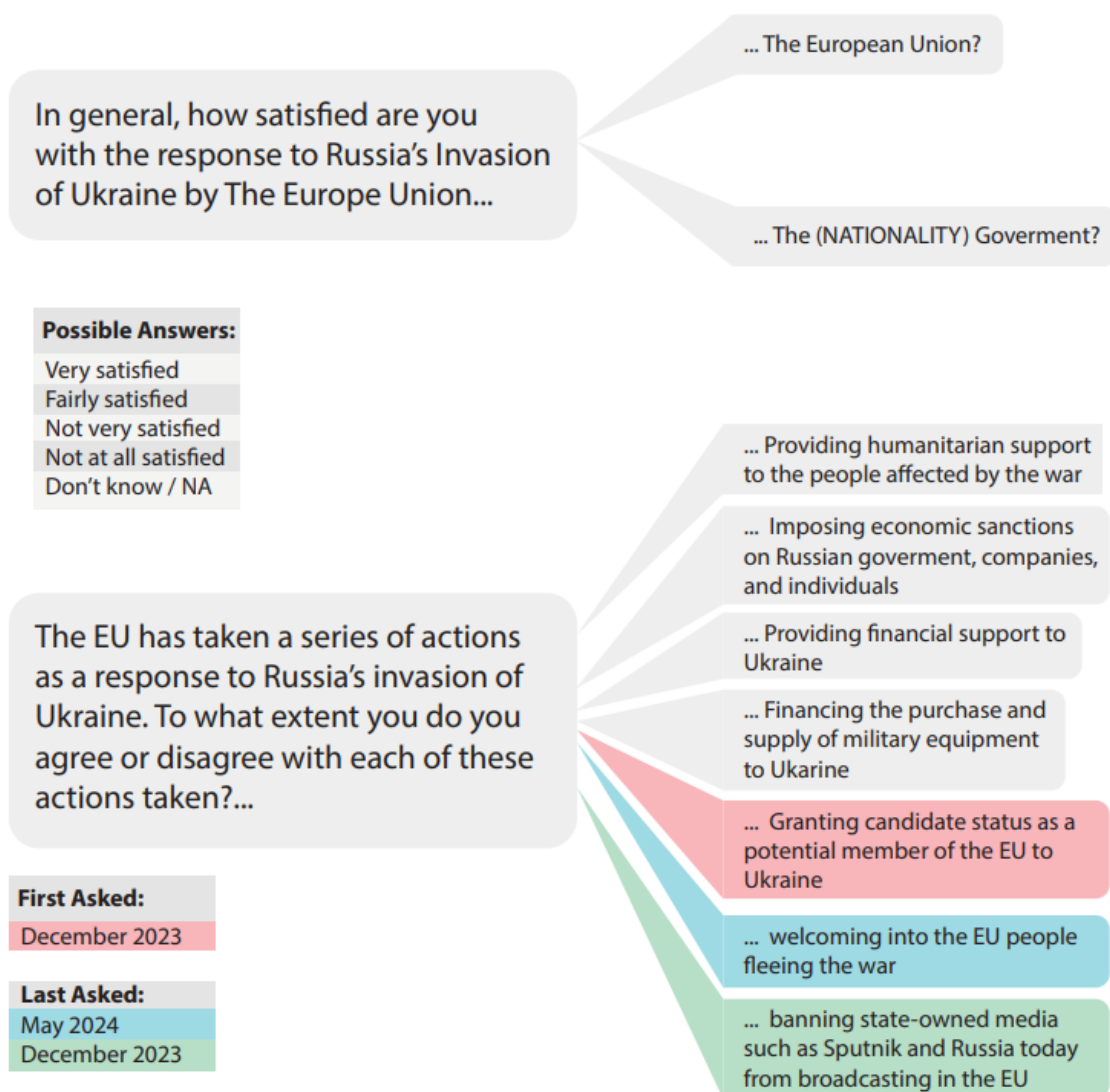 In general, how satisfied are you
with the response to Russia's Invasion
of Ukraine by The Europe Union...
... The European Union?
... The (NATIONALITY) Goverment?
Possible Answers:
Very satisfied
Fairly satisfied
Not very satisfied
Not at all satisfied
Don't know / NA
The EU has taken a series of actions
as a response to Russia's invasion of
Ukraine. To what extent you do you
agree or disagree with each of these
actions taken?...
... Providing humanitarian support
to the people affected by the war
... Imposing economic sanctions
on Russian goverment, companies,
and individuals
... Providing financial support to
Ukraine
... Financing the purchase and
supply of military equipment
to Ukarine
... Granting candidate status as a
potential member of the EU to
Ukraine
... welcoming into the EU people
fleeing the war
... banning state-owned media
such as Sputnik and Russia today
from broadcasting in the EU
First Asked:
December 2023
Last Asked:
May 2024
December 2023